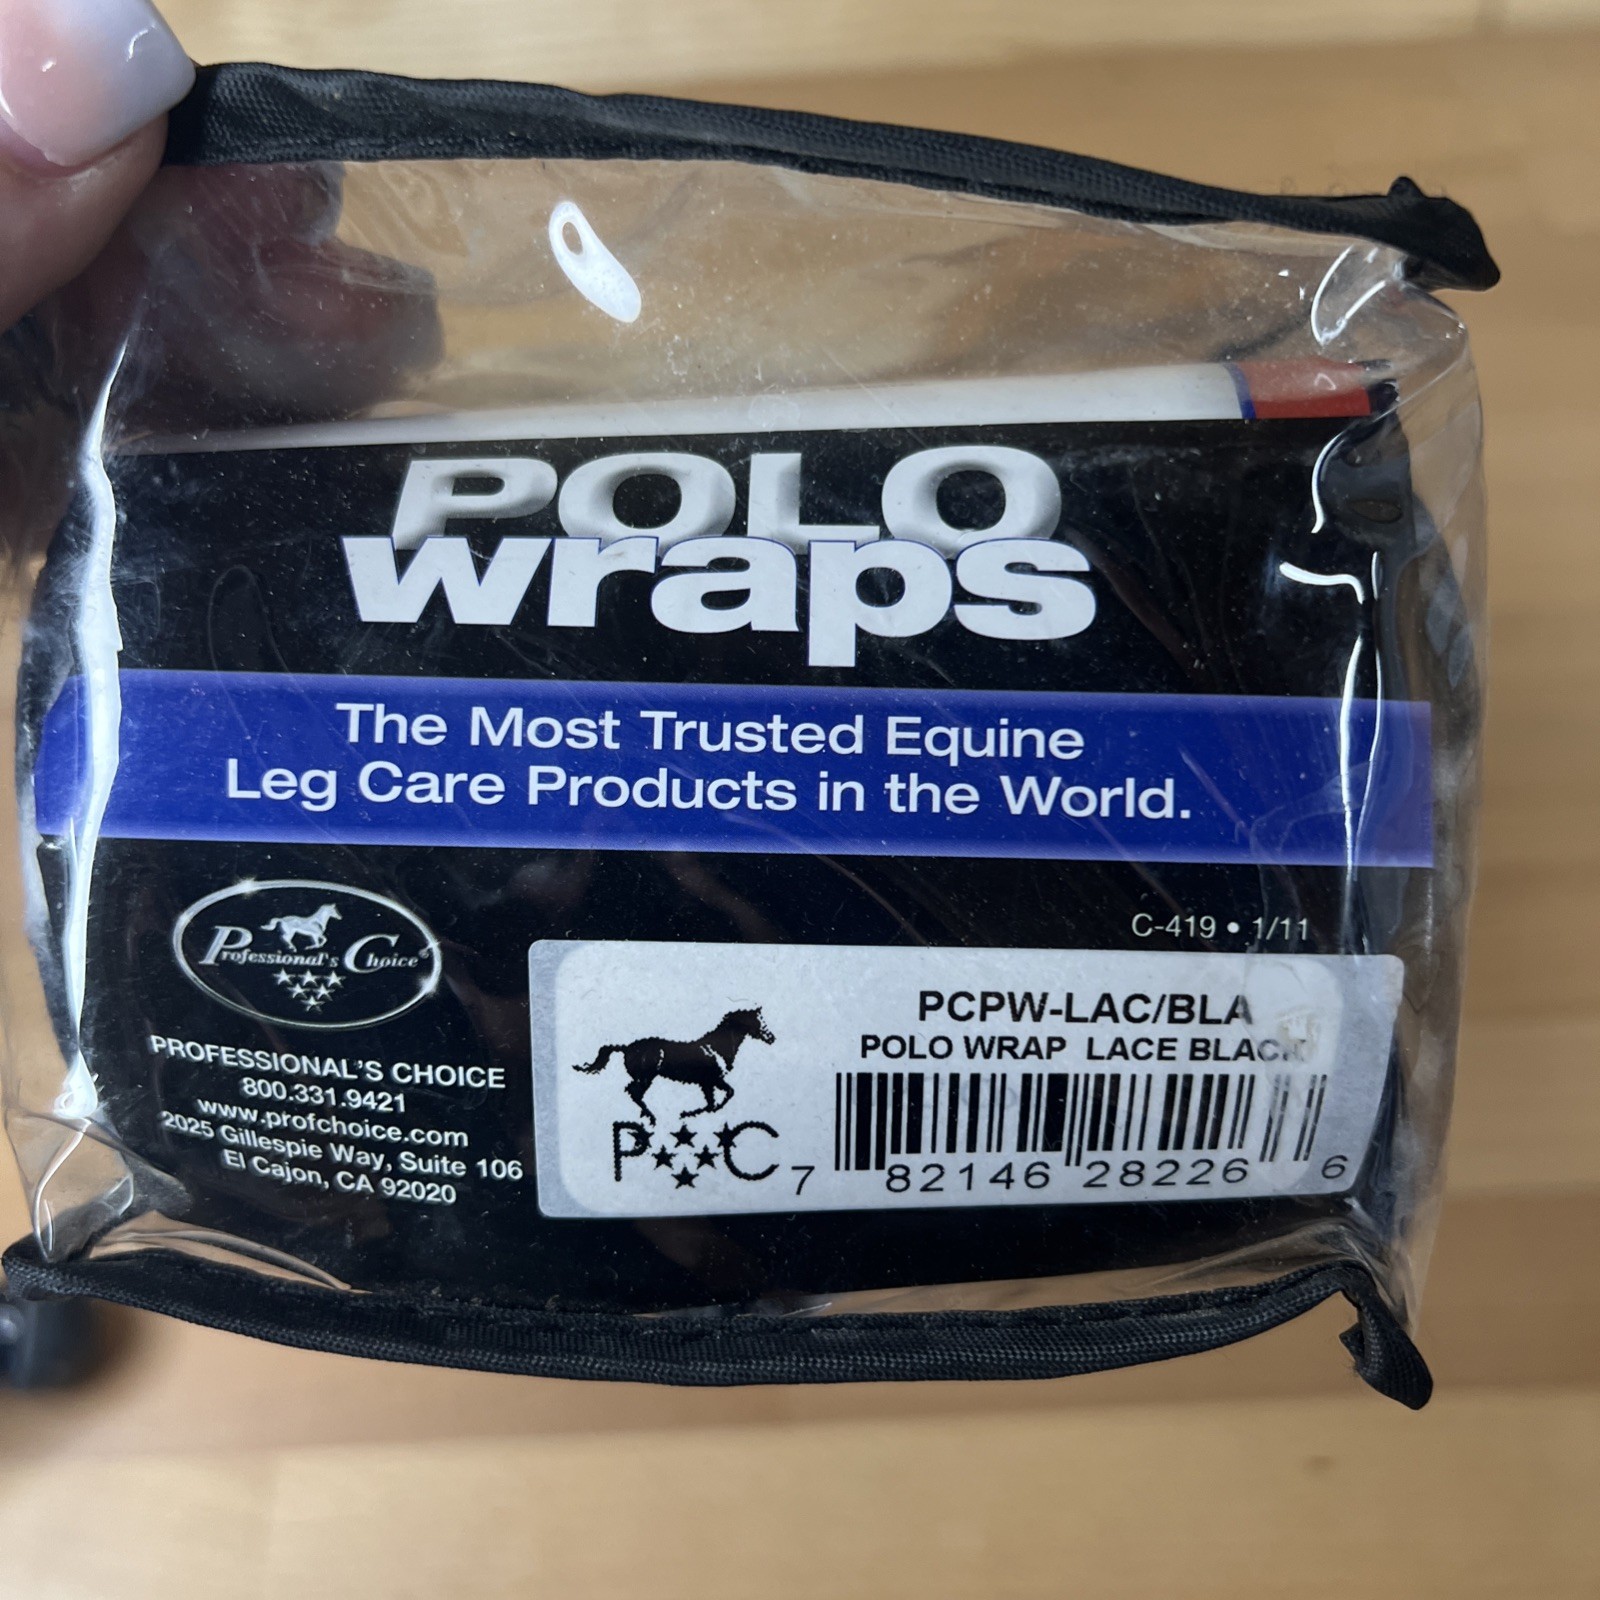 POLO
wraps
The Most Trusted Equine
Leg Care Products in the World.
C-419 • 1/11
Professional's Choice®
PROFESSIONAL'S CHOICE
800.331.9421
www.profchoice.com
2025 Gillespie Way, Suite 106
El Cajon, CA 92020
PCPW-LAC/BLA
POLO WRAP LACE BLACK
P C
7 82146 28226 6